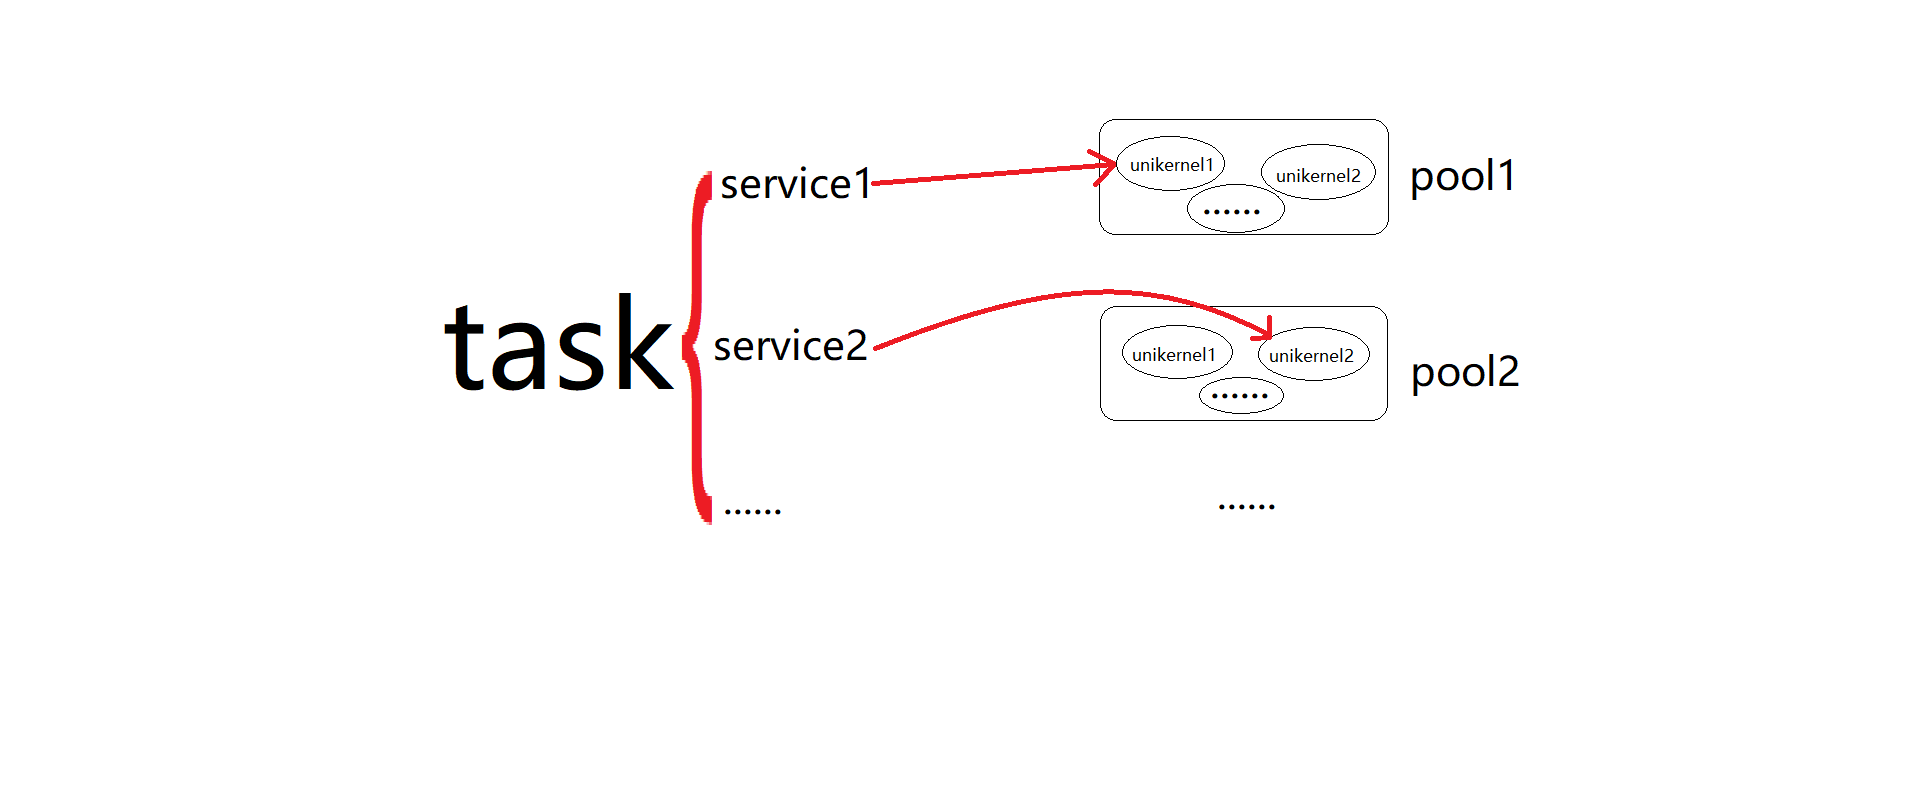 task
service1
service2
......
unikernel1
unikernel2
......
pool1
unikernel1
unikernel2
......
pool2
......